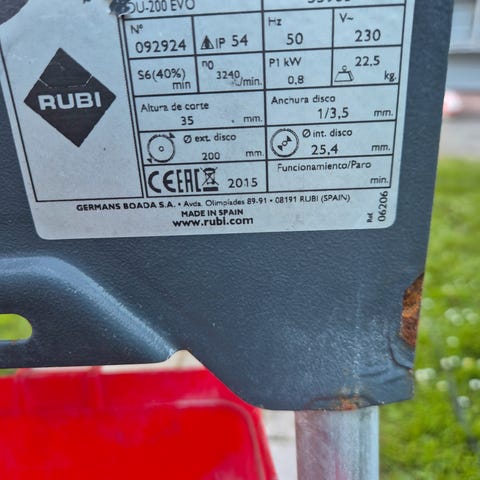 DU-200 EVO
Nº Hz V~
092924 IP 54 50 230
S6(40%) n0 P1 kW 22,5
min 3240/min. 0,8 kg.
RUBI
Altura de corte Anchura disco
35 mm. 1/3,5 mm.
Ø ext. disco Ø int. disco
200 mm. 25,4 mm.
CE EAC 2015 Funcionamiento/Paro
min.
GERMANS BOADA S.A. • Avda. Olimpíades 89-91 • 08191 RUBI (SPAIN)
MADE IN SPAIN
www.rubi.com
Ref. 06206